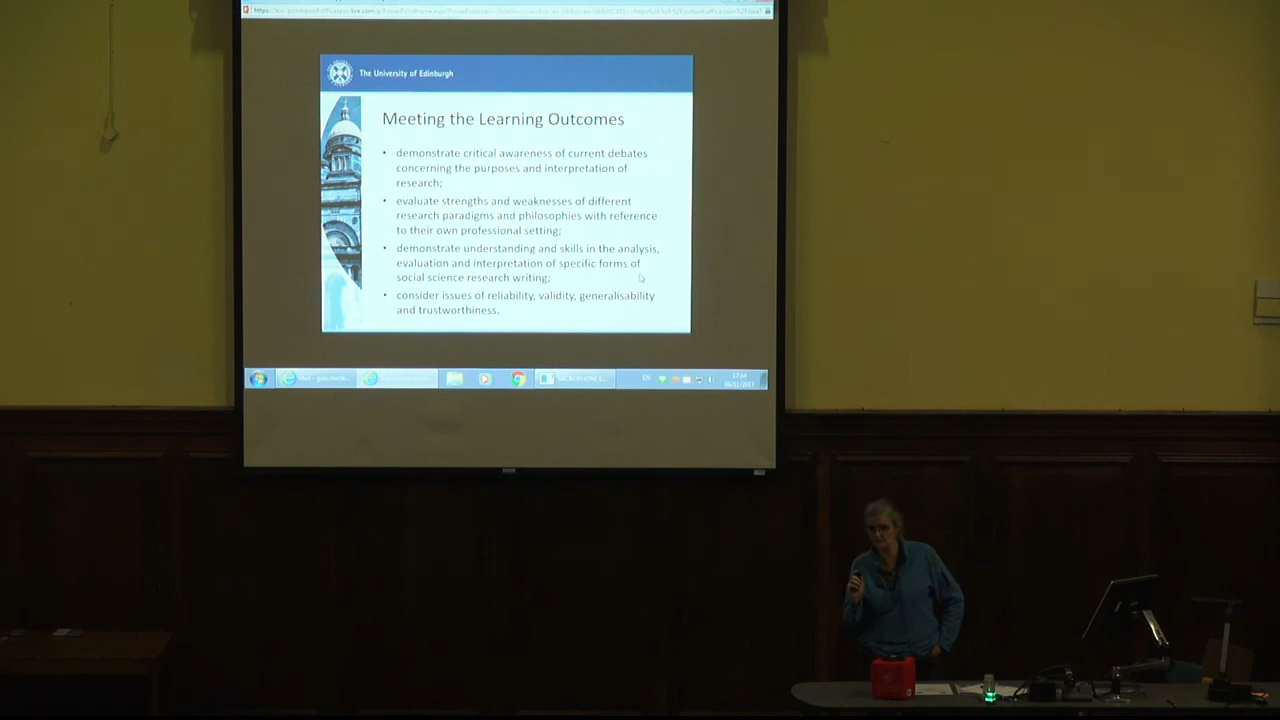 The University of Edinburgh
Meeting the Learning Outcomes
• demonstrate critical awareness of current debates
concerning the purposes and interpretation of
research;
• evaluate strengths and weaknesses of different
research paradigms and philosophies with reference
to their own professional setting;
• demonstrate understanding and skills in the analysis,
evaluation and interpretation of specific forms of
social science research writing;
• consider issues of reliability, validity, generalisability
and trustworthiness.
EN